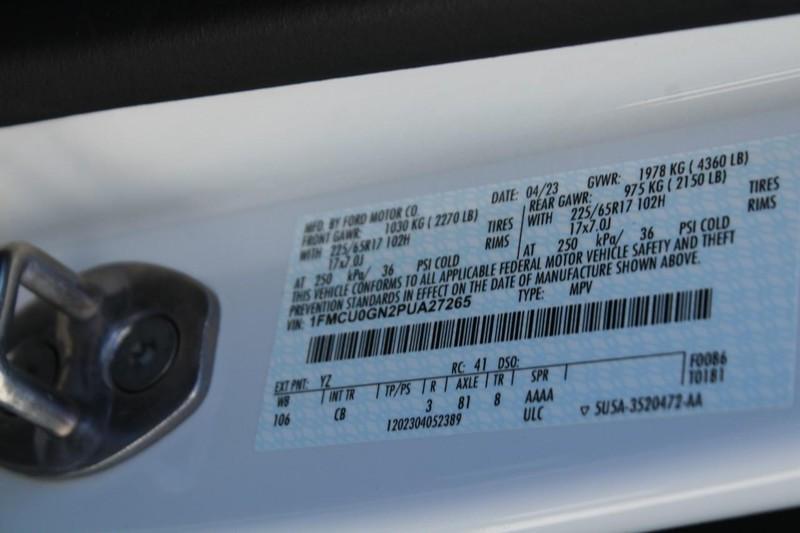 MFD. BY FORD MOTOR CO. DATE: 04/23 GVWR: 1978 KG ( 4360 LB)
FRONT GAWR: 1030 KG ( 2270 LB) REAR GAWR: 975 KG ( 2150 LB)
WITH 225/65R17 102H TIRES WITH 225/65R17 102H TIRES
17x7.0J RIMS 17x7.0J RIMS
AT 250 kPa/ 36 PSI COLD AT 250 kPa/ 36 PSI COLD
THIS VEHICLE CONFORMS TO ALL APPLICABLE FEDERAL MOTOR VEHICLE SAFETY AND THEFT
PREVENTION STANDARDS IN EFFECT ON THE DATE OF MANUFACTURE SHOWN ABOVE.
VIN: 1FMCU0GN2PUA27265 TYPE: MPV
EXT PNT: YZ RC: 41 DSO: F0086
WB INT TR TP/PS R AXLE TR SPR T0181
106 CB 3 81 8 AAAA
1202304052389 ULC ▽ 5USA-3520472-AA